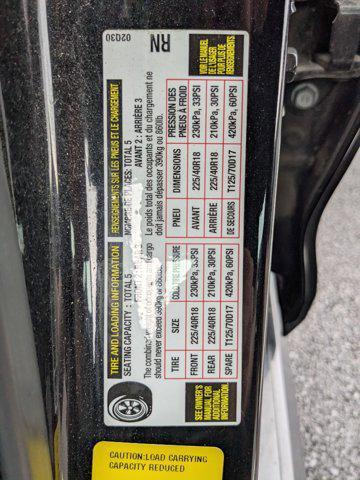 TIRE AND LOADING INFORMATION
SEATING CAPACITY : TOTAL 5
The combined of occupants and cargo
should never exceed 390kg or 860lb.
TIRE SIZE COLD TIRE PRESSURE
FRONT 225/40R18 230kPa, 33PSI
REAR 225/40R18 210kPa, 30PSI
SPARE T125/70D17 420kPa, 60PSI
SEE OWNER'S
MANUAL FOR
ADDITIONAL
INFORMATION
RENSEIGNEMENTS SUR LES PNEUS ET LE CHARGEMENT
NOMBRE DE PLACES: TOTAL 5
AVANT 2 : ARRIÈRE 3
Le poids total des occupants et du chargement ne
doit jamais dépasser 390kg ou 860lb.
PNEU DIMENSIONS PRESSION DES
PNEUS À FROID
AVANT 225/40R18 230kPa, 33PSI
ARRIÈRE 225/40R18 210kPa, 30PSI
DE SECOURS T125/70D17 420kPa, 60PSI
VOIR LE MANUEL
DE L'USAGER
POUR PLUS DE
RENSEIGNEMENTS
02Q30
RN
CAUTION:LOAD CARRYING
CAPACITY REDUCED